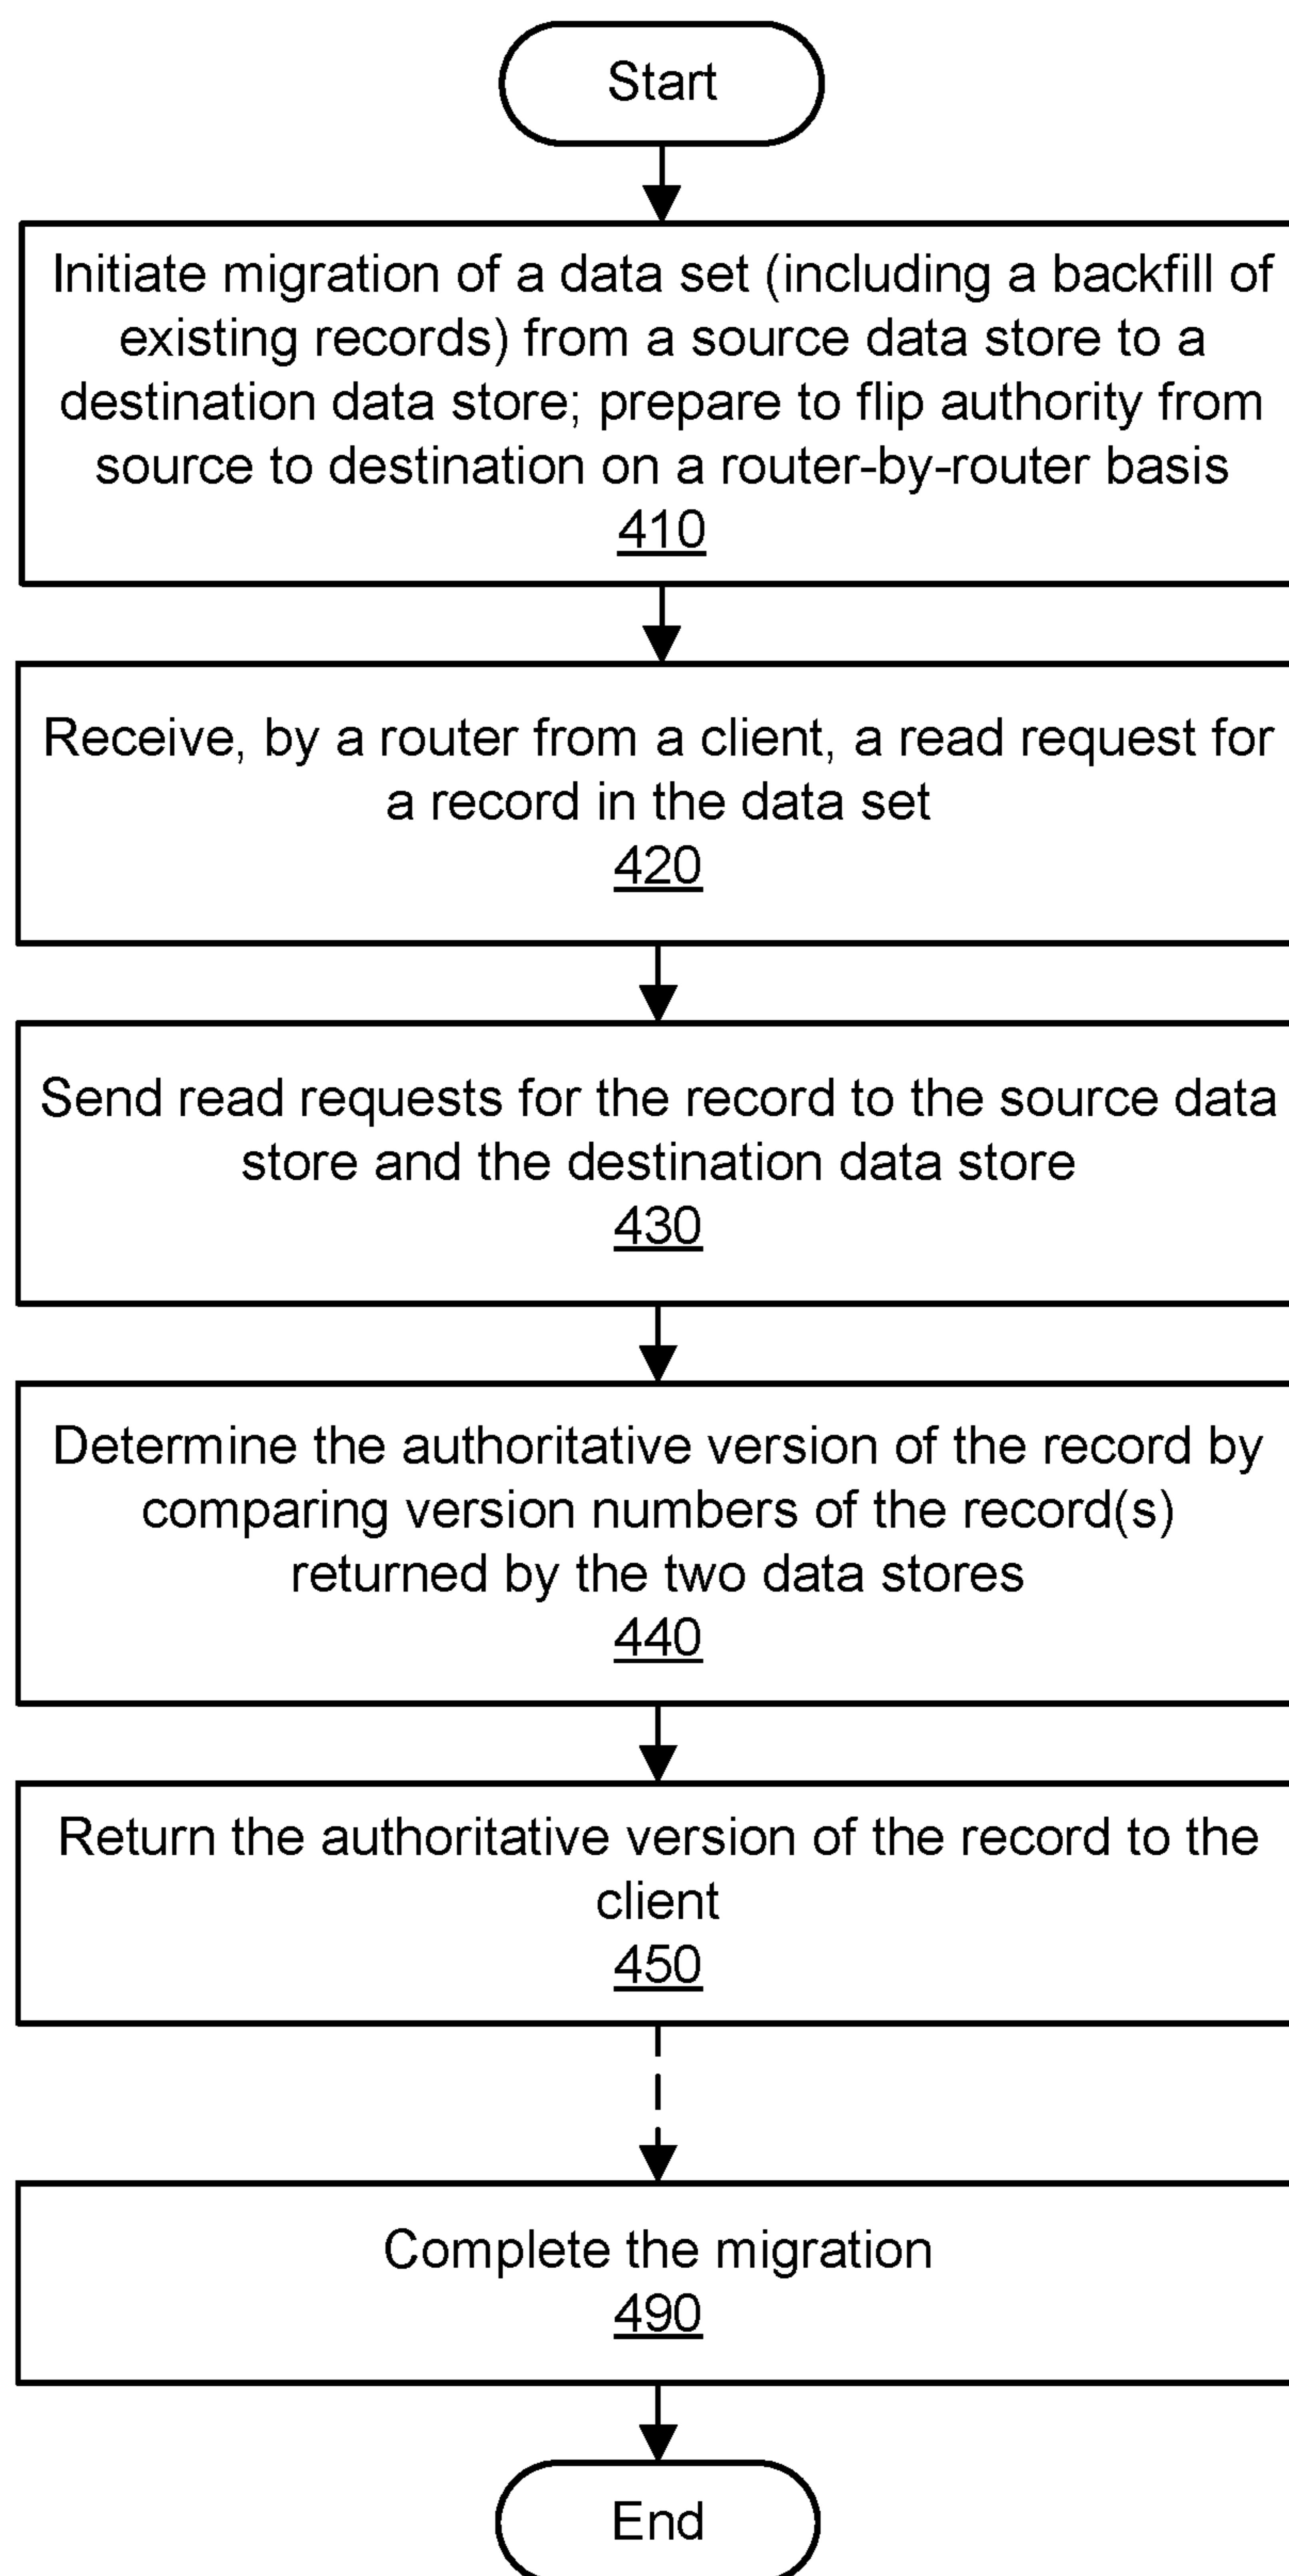 Start
Initiate migration of a data set (including a backfill of
existing records) from a source data store to a
destination data store; prepare to flip authority from
source to destination on a router-by-router basis
410
Receive, by a router from a client, a read request for
a record in the data set
420
Send read requests for the record to the source data
store and the destination data store
430
Determine the authoritative version of the record by
comparing version numbers of the record(s)
returned by the two data stores
440
Return the authoritative version of the record to the
client
450
Complete the migration
490
End